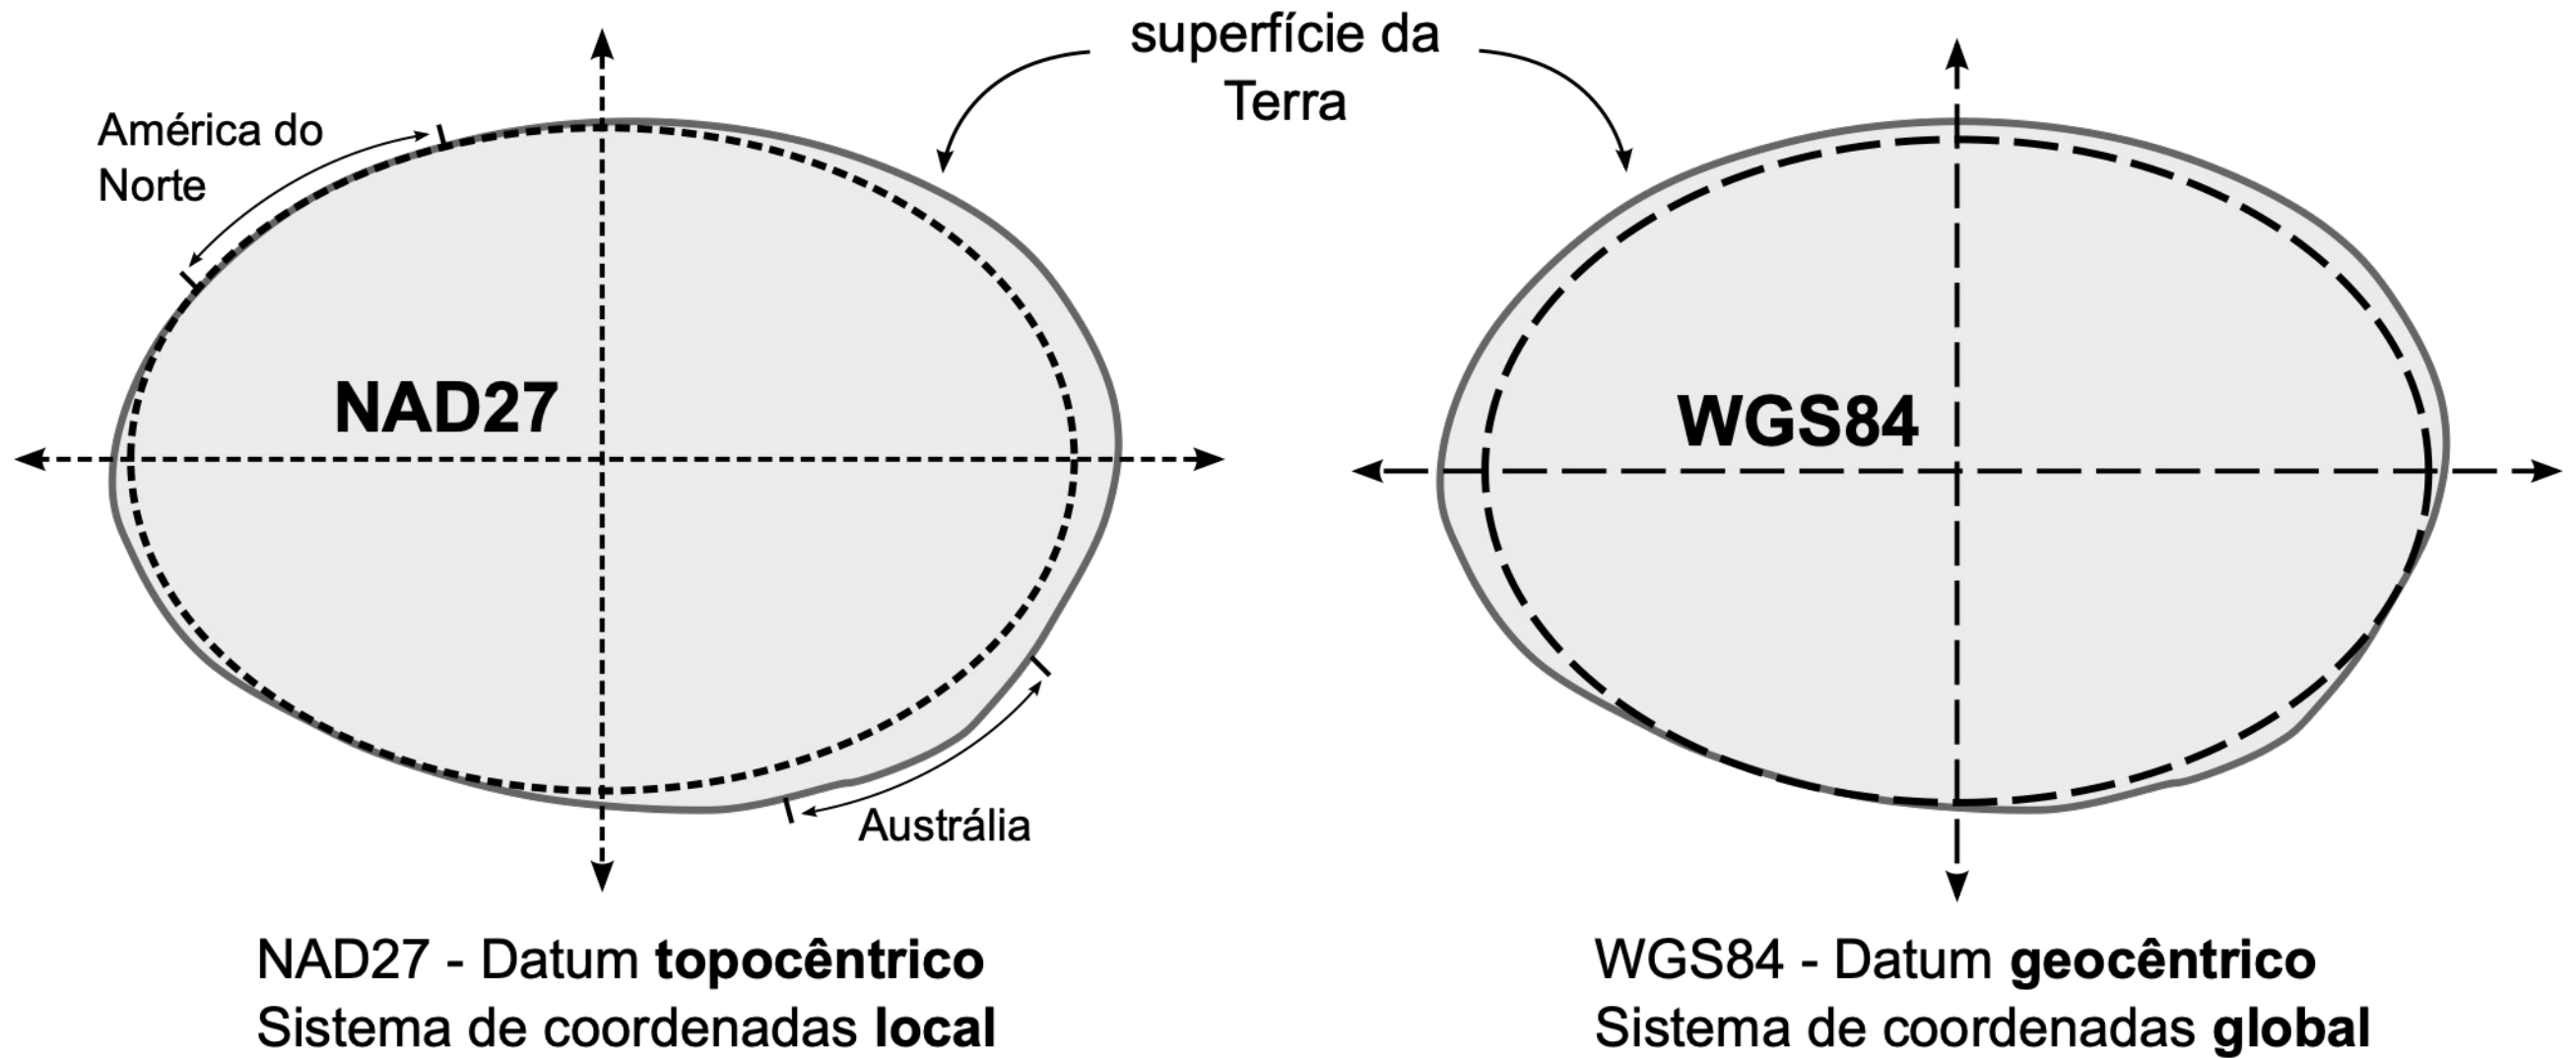 superfície da
Terra
América do
Norte
NAD27
Austrália
WGS84
NAD27 - Datum topocêntrico
Sistema de coordenadas local
WGS84 - Datum geocêntrico
Sistema de coordenadas global